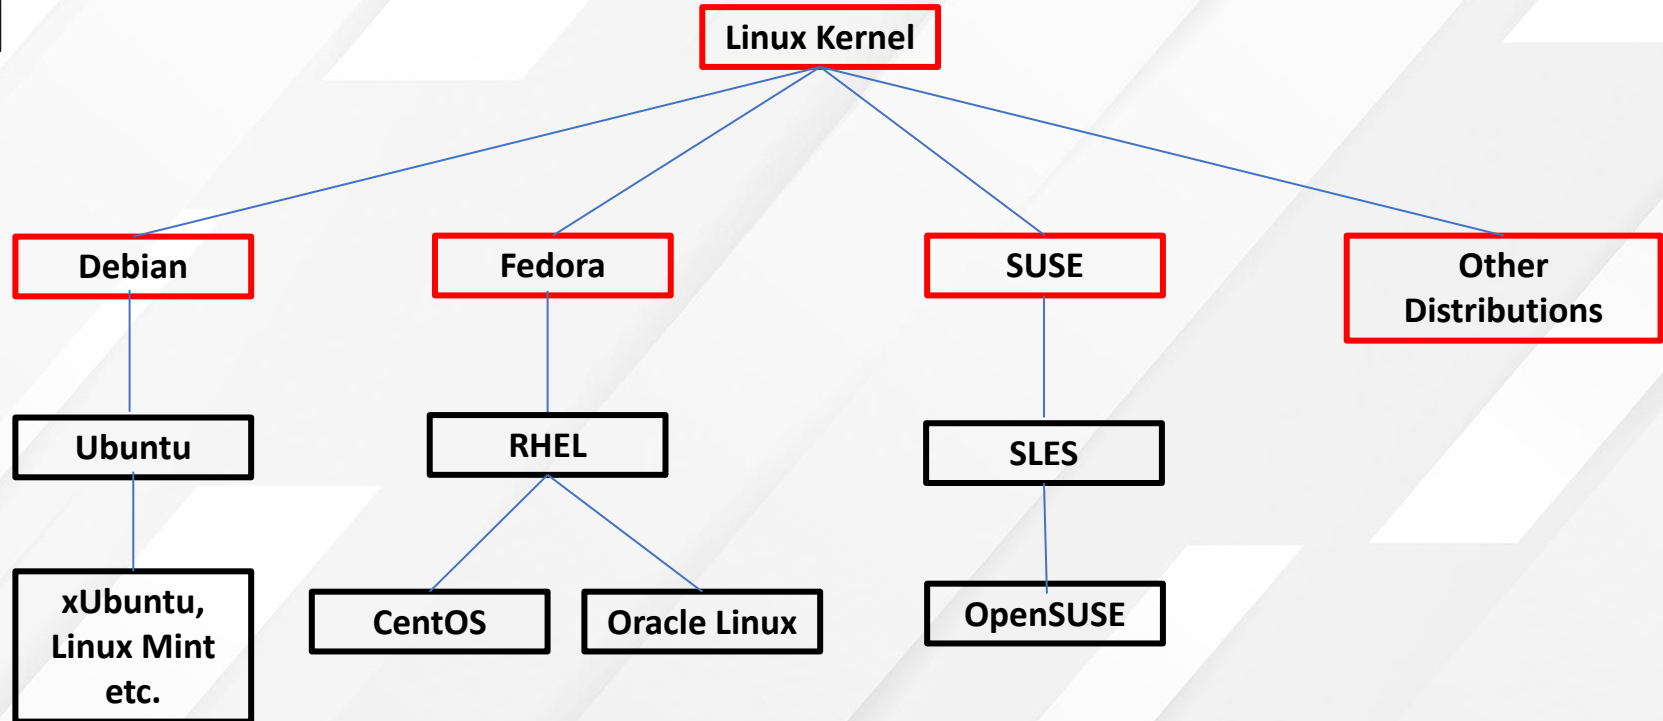 Linux Kernel
Debian
Fedora
SUSE
Other
Distributions
Ubuntu
RHEL
SLES
xUbuntu,
Linux Mint
etc.
CentOS
Oracle Linux
OpenSUSE